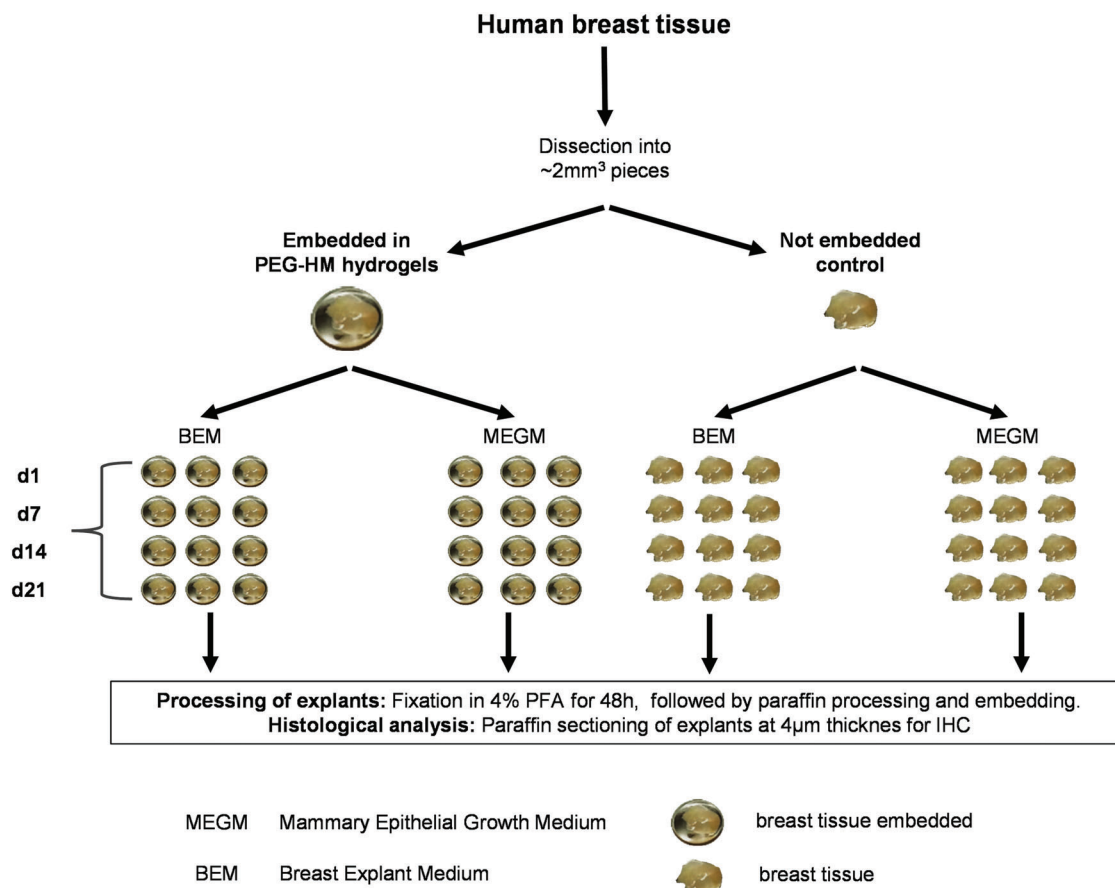 Human breast tissue
Dissection into
~2mm³ pieces
Embedded in
PEG-HM hydrogels
Not embedded
control
BEM
MEGM
BEM
MEGM
d1
d7
d14
d21
Processing of explants: Fixation in 4% PFA for 48h, followed by paraffin processing and embedding.
Histological analysis: Paraffin sectioning of explants at 4µm thicknes for IHC
MEGM Mammary Epithelial Growth Medium
breast tissue embedded
BEM Breast Explant Medium
breast tissue